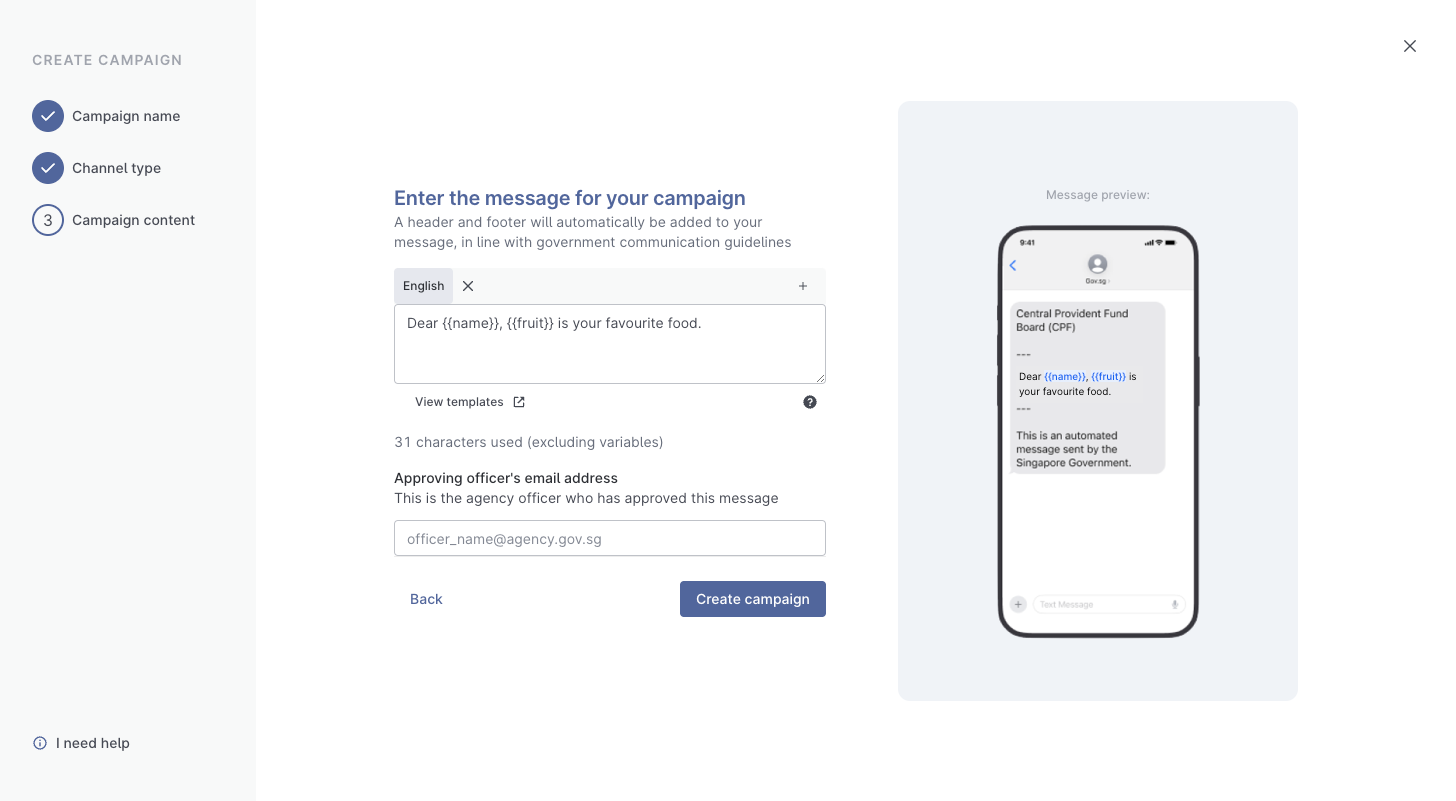 CREATE CAMPAIGN
Campaign name
Channel type
3 Campaign content
I need help
Enter the message for your campaign
A header and footer will automatically be added to your
message, in line with government communication guidelines
English
Dear {{name}}, {{fruit}} is your favourite food.
View templates
31 characters used (excluding variables)
Approving officer's email address
This is the agency officer who has approved this message
officer_name@agency.gov.sg
Back
Create campaign
Message preview:
9:41
Gov.sg
Central Provident Fund
Board (CPF)
---
Dear {{name}}, {{fruit}} is
your favourite food.
---
This is an automated
message sent by the
Singapore Government.
Text Message